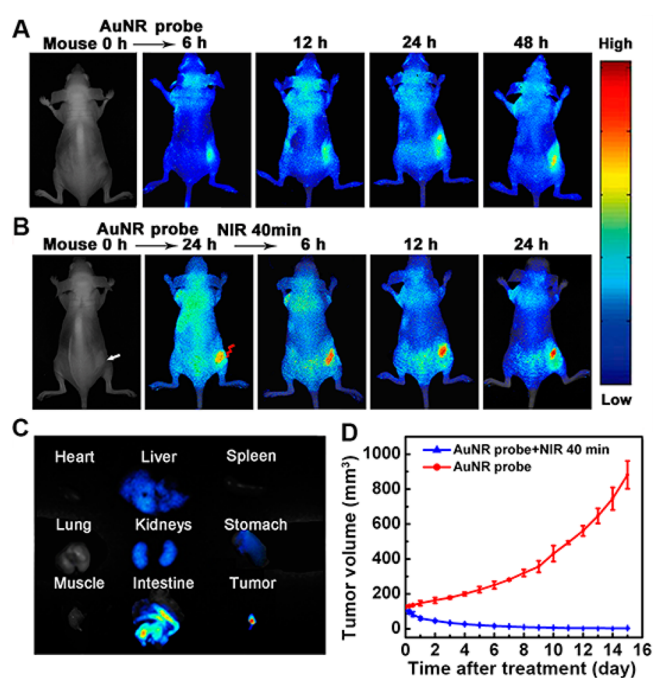 A
AuNR probe
Mouse 0 h 6 h 12 h 24 h 48 h
High
B
AuNR probe NIR 40min
Mouse 0 h 24 h 6 h 12 h 24 h
Low
C
Heart Liver Spleen
Lung Kidneys Stomach
Muscle Intestine Tumor
D
Tumor volume (mm³)
1000
800
600
400
200
0
AuNR probe+NIR 40 min
AuNR probe
0 2 4 6 8 10 12 14 16
Time after treatment (day)